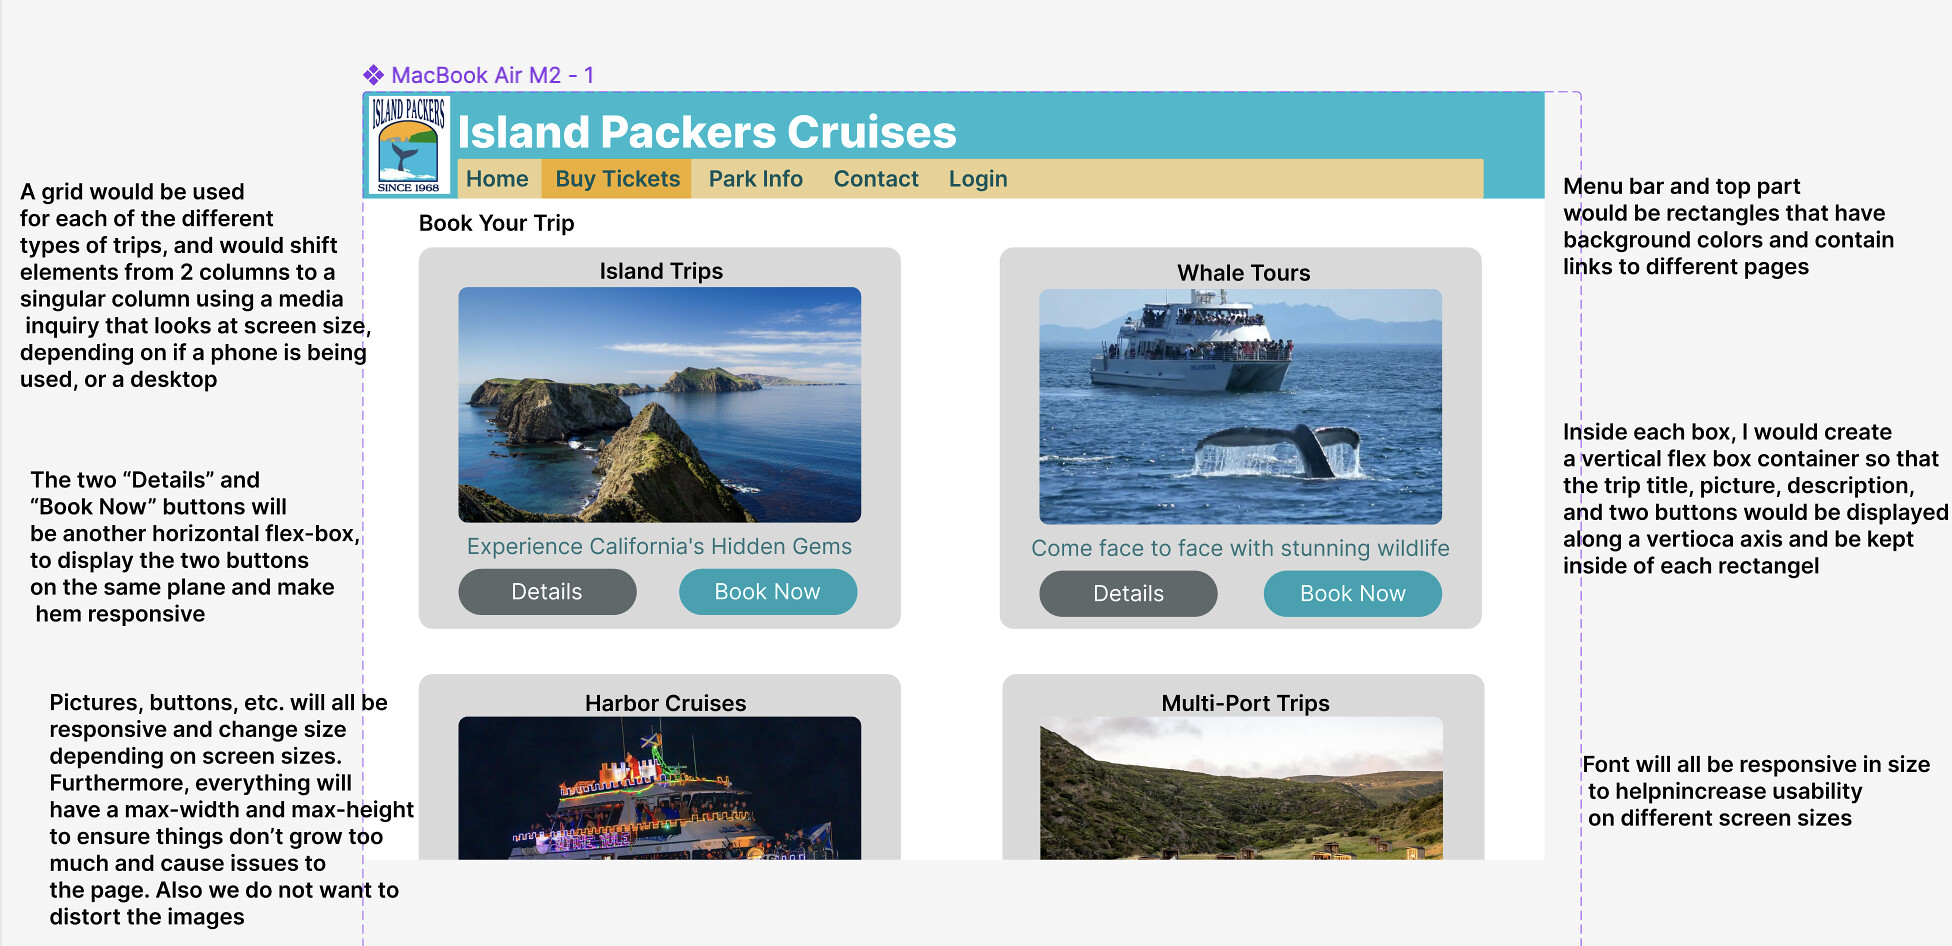 MacBook Air M2 - 1
ISLAND PACKERS
SINCE 1968
Island Packers Cruises
Home
Buy Tickets
Park Info
Contact
Login
Book Your Trip
Island Trips
Experience California's Hidden Gems
Details
Book Now
Whale Tours
ISLANDER
Come face to face with stunning wildlife
Details
Book Now
Harbor Cruises
Multi-Port Trips
A grid would be used
for each of the different
types of trips, and would shift
elements from 2 columns to a
singular column using a media
inquiry that looks at screen size,
depending on if a phone is being
used, or a desktop
The two “Details” and
“Book Now” buttons will
be another horizontal flex-box,
to display the two buttons
on the same plane and make
hem responsive
Pictures, buttons, etc. will all be
responsive and change size
depending on screen sizes.
Furthermore, everything will
have a max-width and max-height
to ensure things don’t grow too
much and cause issues to
the page. Also we do not want to
distort the images
Menu bar and top part
would be rectangles that have
background colors and contain
links to different pages
Inside each box, I would create
a vertical flex box container so that
the trip title, picture, description,
and two buttons would be displayed
along a vertioca axis and be kept
inside of each rectangel
Font will all be responsive in size
to helpnincrease usability
on different screen sizes